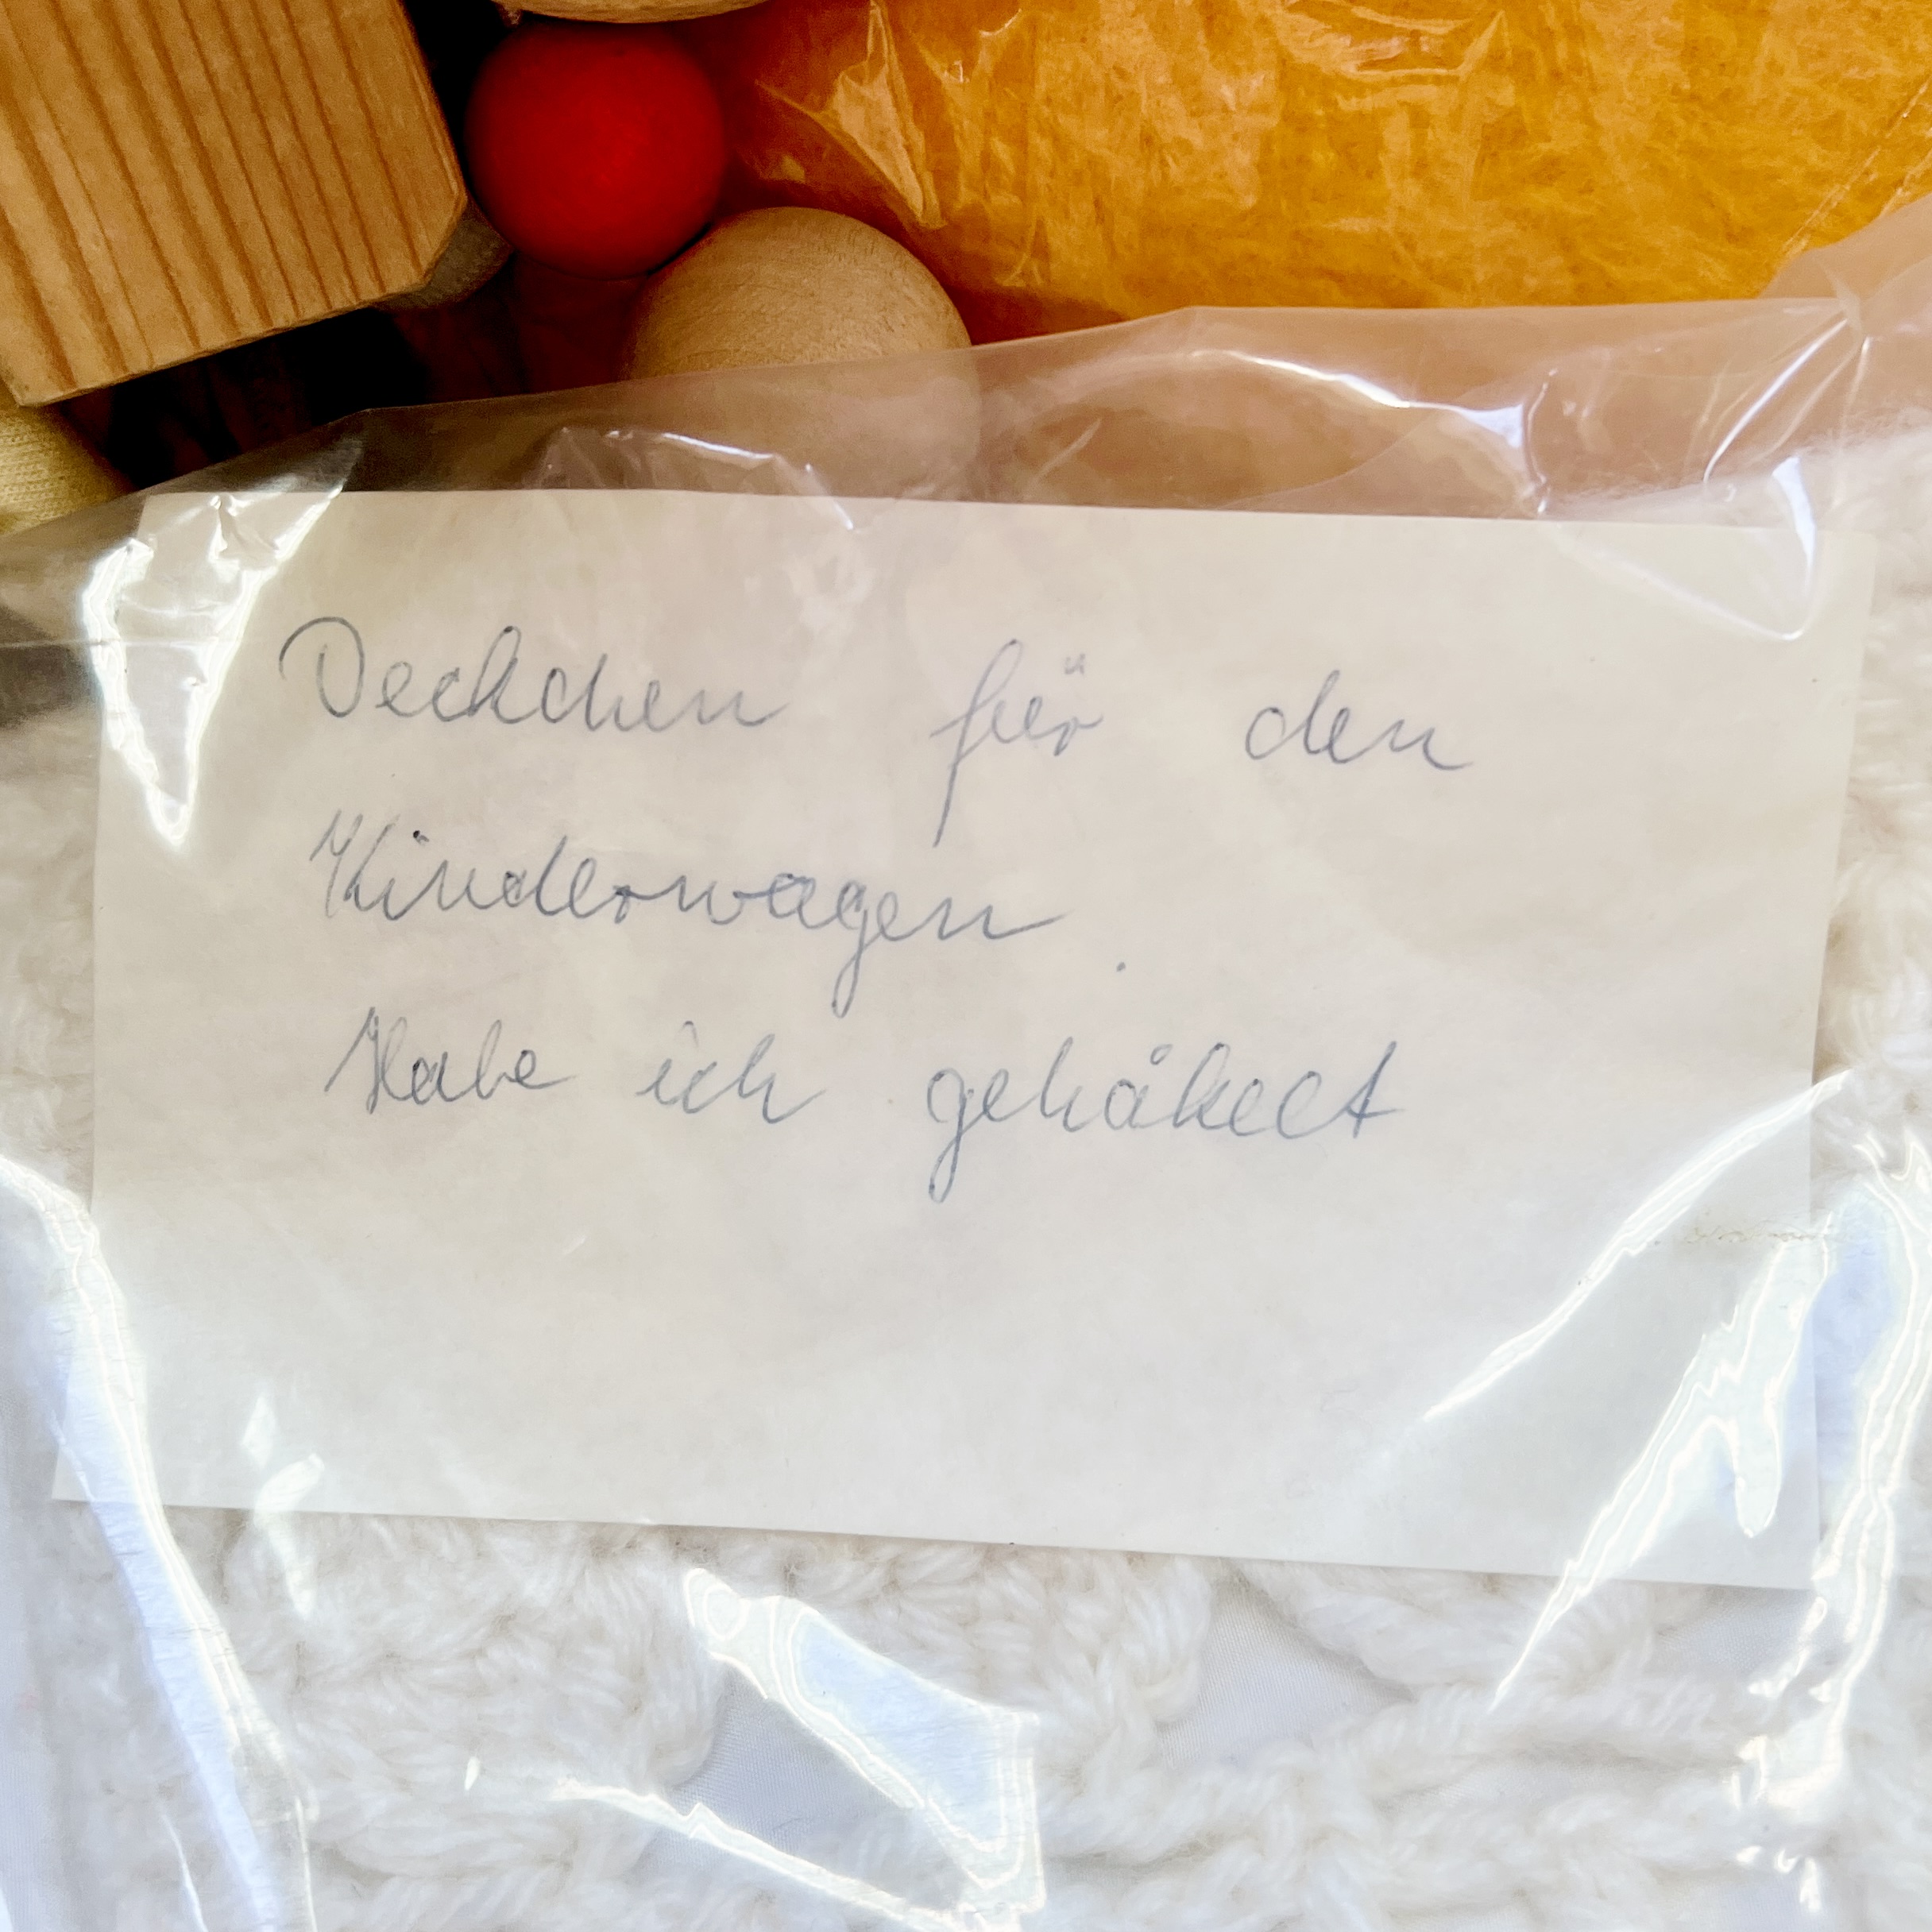 Deckchen für den
Kinderwagen.
Habe ich gehäkelt